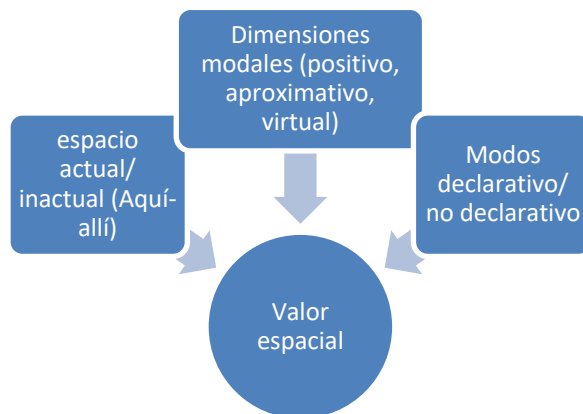 Dimensiones
modales (positivo,
aproximativo,
virtual)
espacio
actual/
inactual (Aquí-
allí)
Modos
declarativo/
no declarativo
Valor
espacial